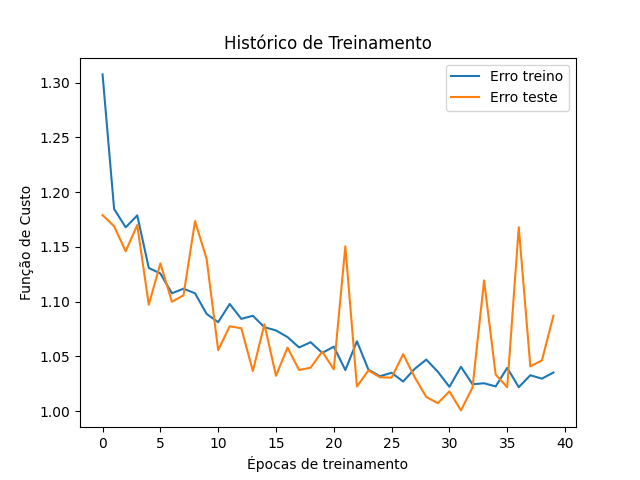 Histórico de Treinamento
Erro treino
Erro teste
Função de Custo
1.30
1.25
1.20
1.15
1.10
1.05
1.00
0 5 10 15 20 25 30 35 40
Épocas de treinamento